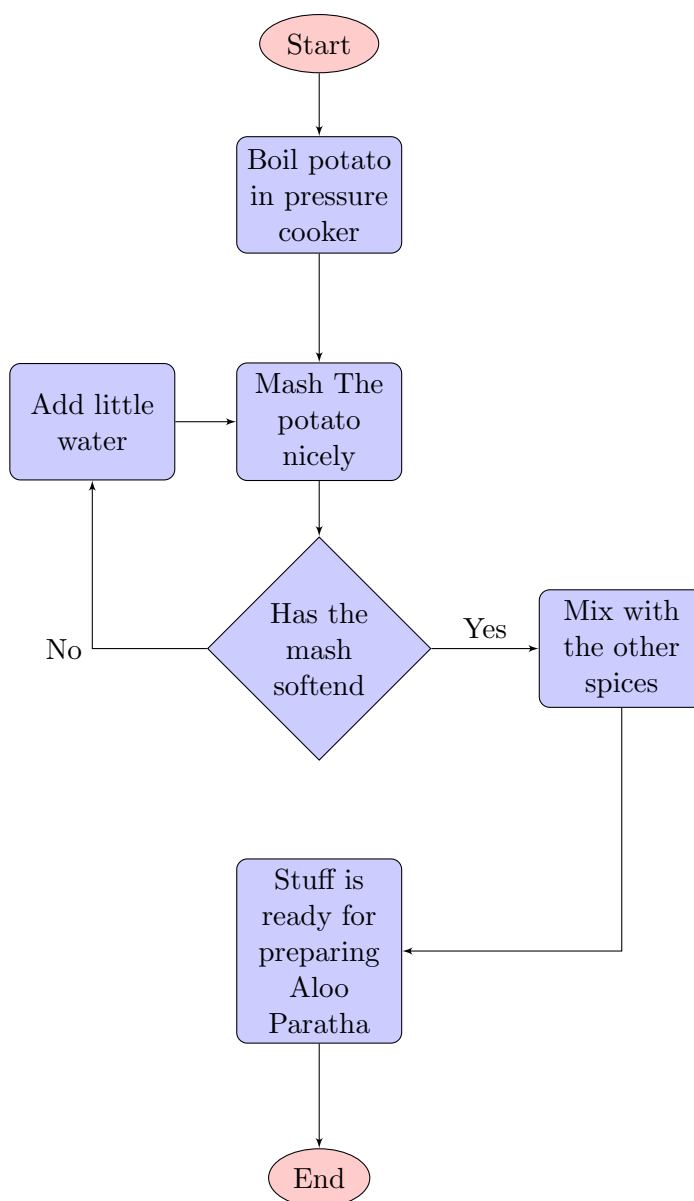 Start
Boil potato
in pressure
cooker
Add little
water
Mash The
potato
nicely
Has the
mash
softend
No
Yes
Mix with
the other
spices
Stuff is
ready for
preparing
Aloo
Paratha
End